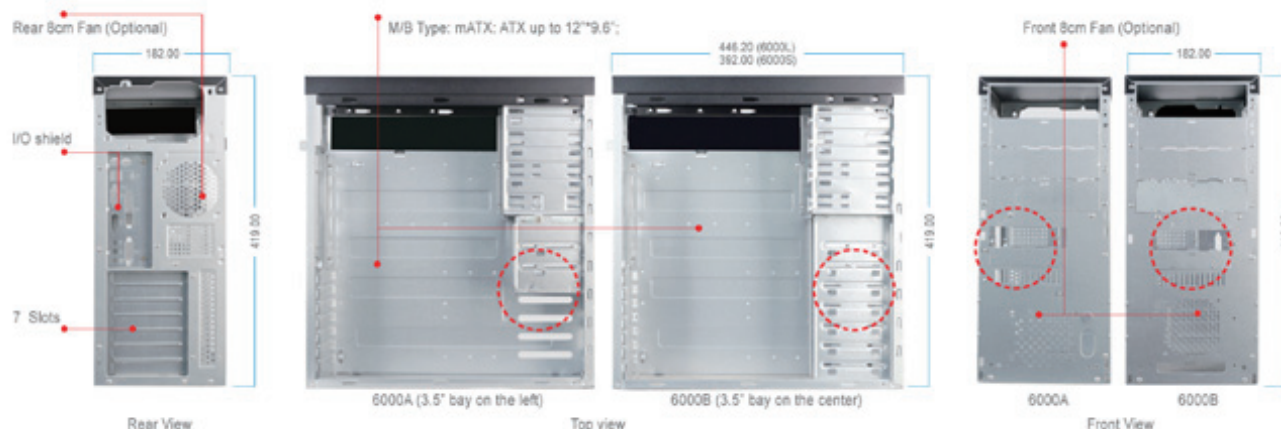 Rear 8cm Fan (Optional)
182.00
I/O shield
7 Slots
419.00
Rear View
M/B Type: mATX; ATX up to 12"*9.6";
446.20 (6000L)
392.00 (6000S)
419.00
6000A (3.5" bay on the left)
6000B (3.5" bay on the center)
Top view
Front 8cm Fan (Optional)
182.00
6000A
6000B
Front View